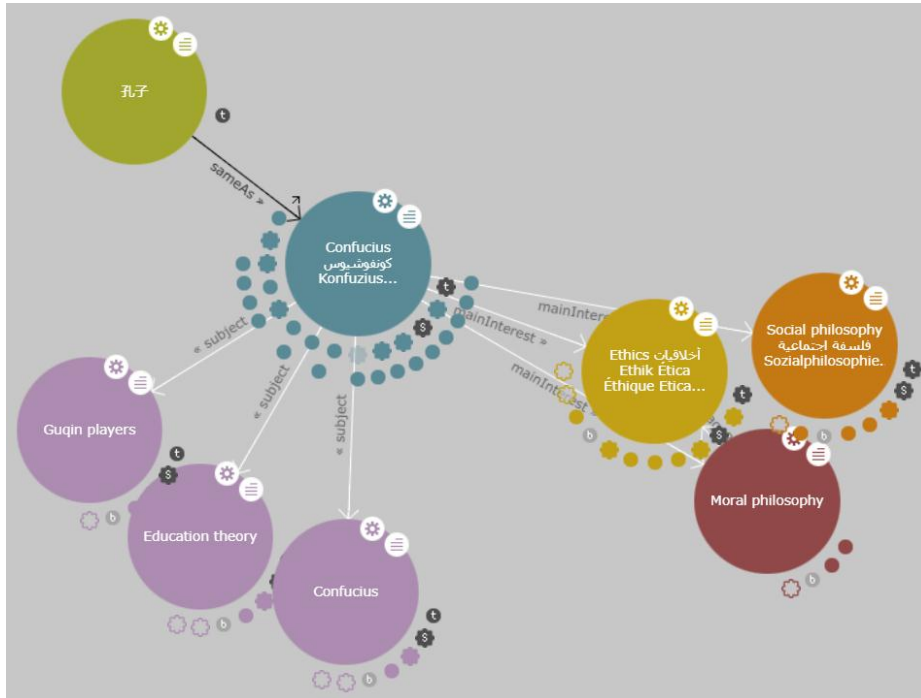 孔子
t
sameAs »
Confucius
كونفوشيوس
Konfuzius...
t
S
« subject
« subject
« subject
mainInterest »
mainInteres
mainInterest »
Social philosophy
فلسفة اجتماعية
Sozialphilosophie.
Ethics أخلاقيات
Ethik Ética
Éthique Etica...
t
S
b
t
S
b
Guqin players
t
S
b
Education theory
b
Confucius
t
S
b
Moral philosophy
b